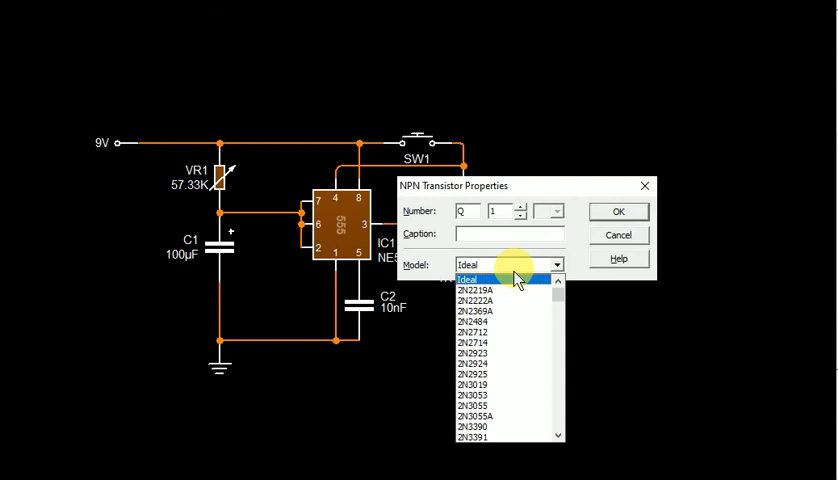 9V
SW1
VR1
57.33K
4 8
7
6
2
3
1 5
555
C1
+
100µF
IC1
C2
10nF
NPN Transistor Properties
Number:
Q
1
OK
Caption:
Cancel
Model:
Ideal
Help
Ideal
2N2219A
2N2222A
2N2369A
2N2484
2N2712
2N2714
2N2923
2N2924
2N2925
2N3019
2N3053
2N3055
2N3055A
2N3390
2N3391